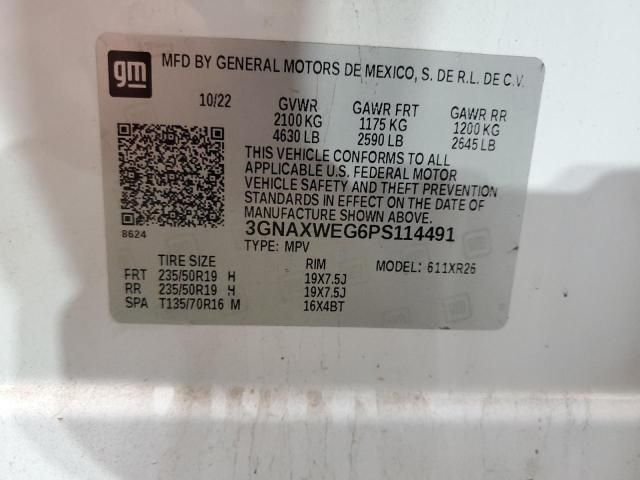 gm
MFD BY GENERAL MOTORS DE MEXICO, S. DE R.L. DE C.V.
10/22 GVWR GAWR FRT GAWR RR
2100 KG 1175 KG 1200 KG
4630 LB 2590 LB 2645 LB
THIS VEHICLE CONFORMS TO ALL
APPLICABLE U.S. FEDERAL MOTOR
VEHICLE SAFETY AND THEFT PREVENTION
STANDARDS IN EFFECT ON THE DATE OF
MANUFACTURE SHOWN ABOVE.
8624 3GNAXWEG6PS114491
TYPE: MPV
TIRE SIZE RIM MODEL: 611XR26
FRT 235/50R19 H 19X7.5J
RR 235/50R19 H 19X7.5J
SPA T135/70R16 M 16X4BT